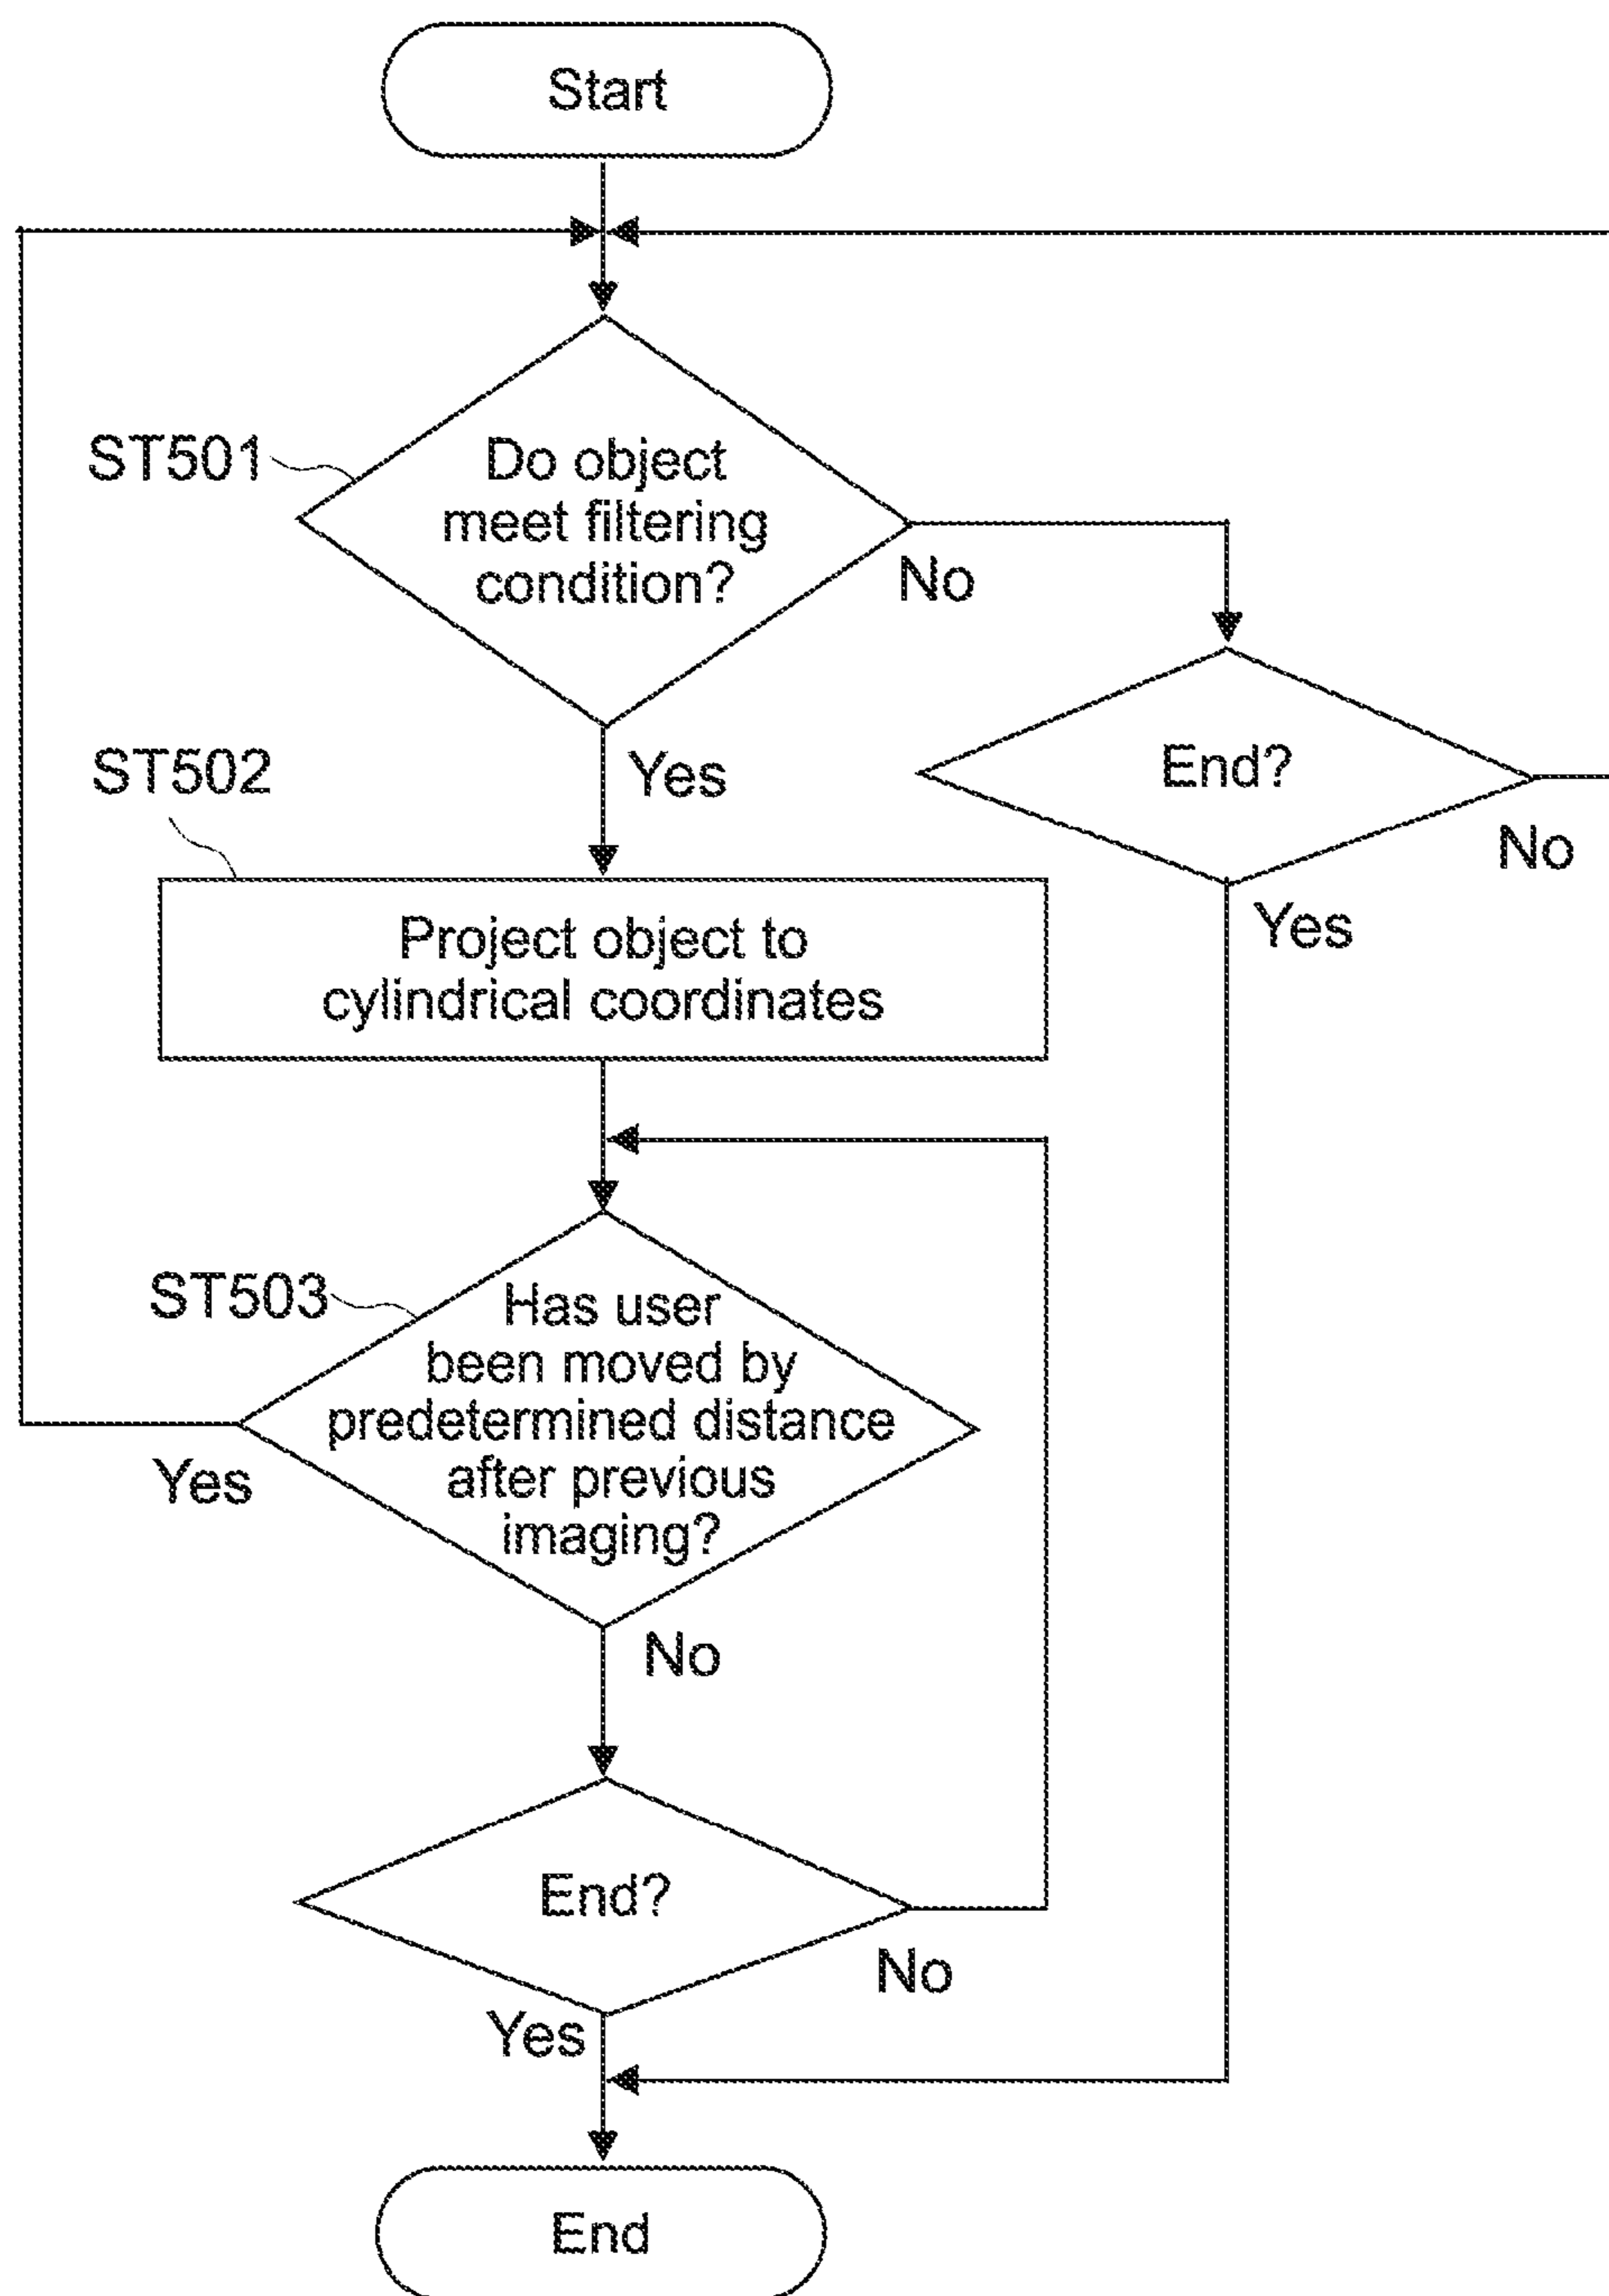 Start
ST501
Do object
meet filtering
condition?
No
Yes
End?
No
Yes
ST502
Project object to
cylindrical coordinates
ST503
Has user
been moved by
predetermined distance
after previous
imaging?
Yes
No
End?
No
Yes
End